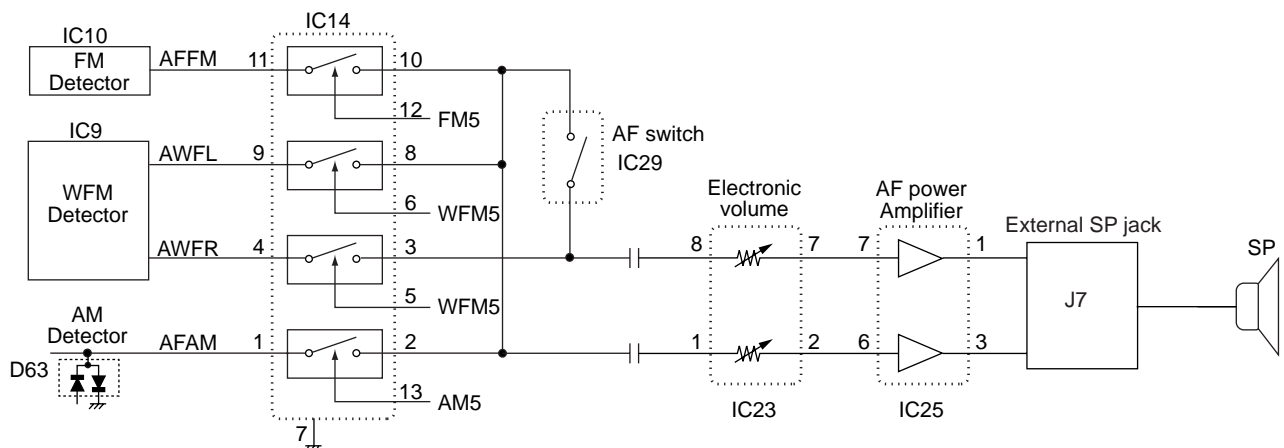 IC14
IC10
FM
Detector
AFFM
11
10
12
FM5
IC9
WFM
Detector
AWFL
9
8
6
WFM5
AF switch
IC29
AWFR
4
3
5
WFM5
AM
Detector
D63
AFAM
1
2
13
AM5
7
Electronic
volume
8
7
1
2
IC23
AF power
Amplifier
7
1
6
3
IC25
External SP jack
J7
SP